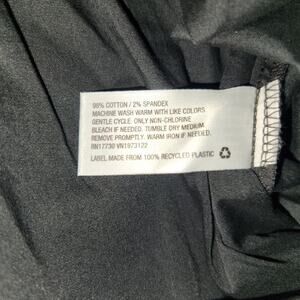 98% COTTON / 2% SPANDEX
MACHINE WASH WARM WITH LIKE COLORS
GENTLE CYCLE. ONLY NON-CHLORINE
BLEACH IF NEEDED. TUMBLE DRY MEDIUM
REMOVE PROMPTLY. WARM IRON IF NEEDED.
RN17730 VN1973122
LABEL MADE FROM 100% RECYCLED PLASTIC